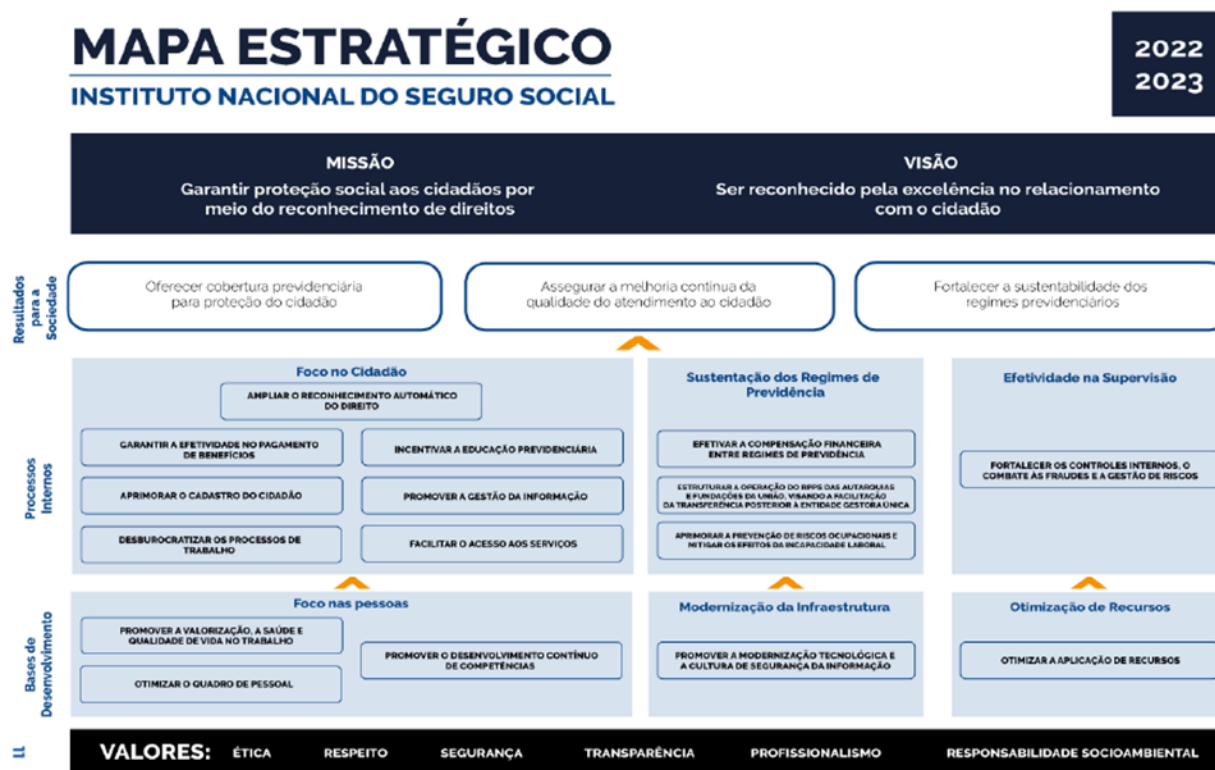 MAPA ESTRATÉGICO
INSTITUTO NACIONAL DO SEGURO SOCIAL
2022
2023
MISSÃO
Garantir proteção social aos cidadãos por
meio do reconhecimento de direitos
VISÃO
Ser reconhecido pela excelência no relacionamento
com o cidadão
Resultados
para a
Sociedade
Oferecer cobertura previdenciária
para proteção do cidadão
Assegurar a melhoria contínua da
qualidade do atendimento ao cidadão
Fortalecer a sustentabilidade dos
regimes previdenciários
Processos
Internos
Foco no Cidadão
AMPLIAR O RECONHECIMENTO AUTOMÁTICO
DO DIREITO
GARANTIR A EFETIVIDADE NO PAGAMENTO
DE BENEFÍCIOS
INCENTIVAR A EDUCAÇÃO PREVIDENCIÁRIA
APRIMORAR O CADASTRO DO CIDADÃO
PROMOVER A GESTÃO DA INFORMAÇÃO
DESBUROCRATIZAR OS PROCESSOS DE
TRABALHO
FACILITAR O ACESSO AOS SERVIÇOS
Sustentação dos Regimes de
Previdência
EFETIVAR A COMPENSAÇÃO FINANCEIRA
ENTRE REGIMES DE PREVIDÊNCIA
ESTRUTURAR A OPERAÇÃO DO RPPS DAS AUTARQUIAS
E FUNDAÇÕES DA UNIÃO, VISANDO A FACILITAÇÃO
DA TRANSFERÊNCIA POSTERIOR À ENTIDADE GESTORA ÚNICA
APRIMORAR A PREVENÇÃO DE RISCOS OCUPACIONAIS E
MITIGAR OS EFEITOS DA INCAPACIDADE LABORAL
Efetividade na Supervisão
FORTALECER OS CONTROLES INTERNOS, O
COMBATE ÀS FRAUDES E A GESTÃO DE RISCOS
Bases de
Desenvolvimento
Foco nas pessoas
PROMOVER A VALORIZAÇÃO, A SAÚDE E
QUALIDADE DE VIDA NO TRABALHO
PROMOVER O DESENVOLVIMENTO CONTÍNUO
DE COMPETÊNCIAS
OTIMIZAR O QUADRO DE PESSOAL
Modernização da Infraestrutura
PROMOVER A MODERNIZAÇÃO TECNOLÓGICA E
A CULTURA DE SEGURANÇA DA INFORMAÇÃO
Otimização de Recursos
OTIMIZAR A APLICAÇÃO DE RECURSOS
VALORES: ÉTICA RESPEITO SEGURANÇA TRANSPARÊNCIA PROFISSIONALISMO RESPONSABILIDADE SOCIOAMBIENTAL